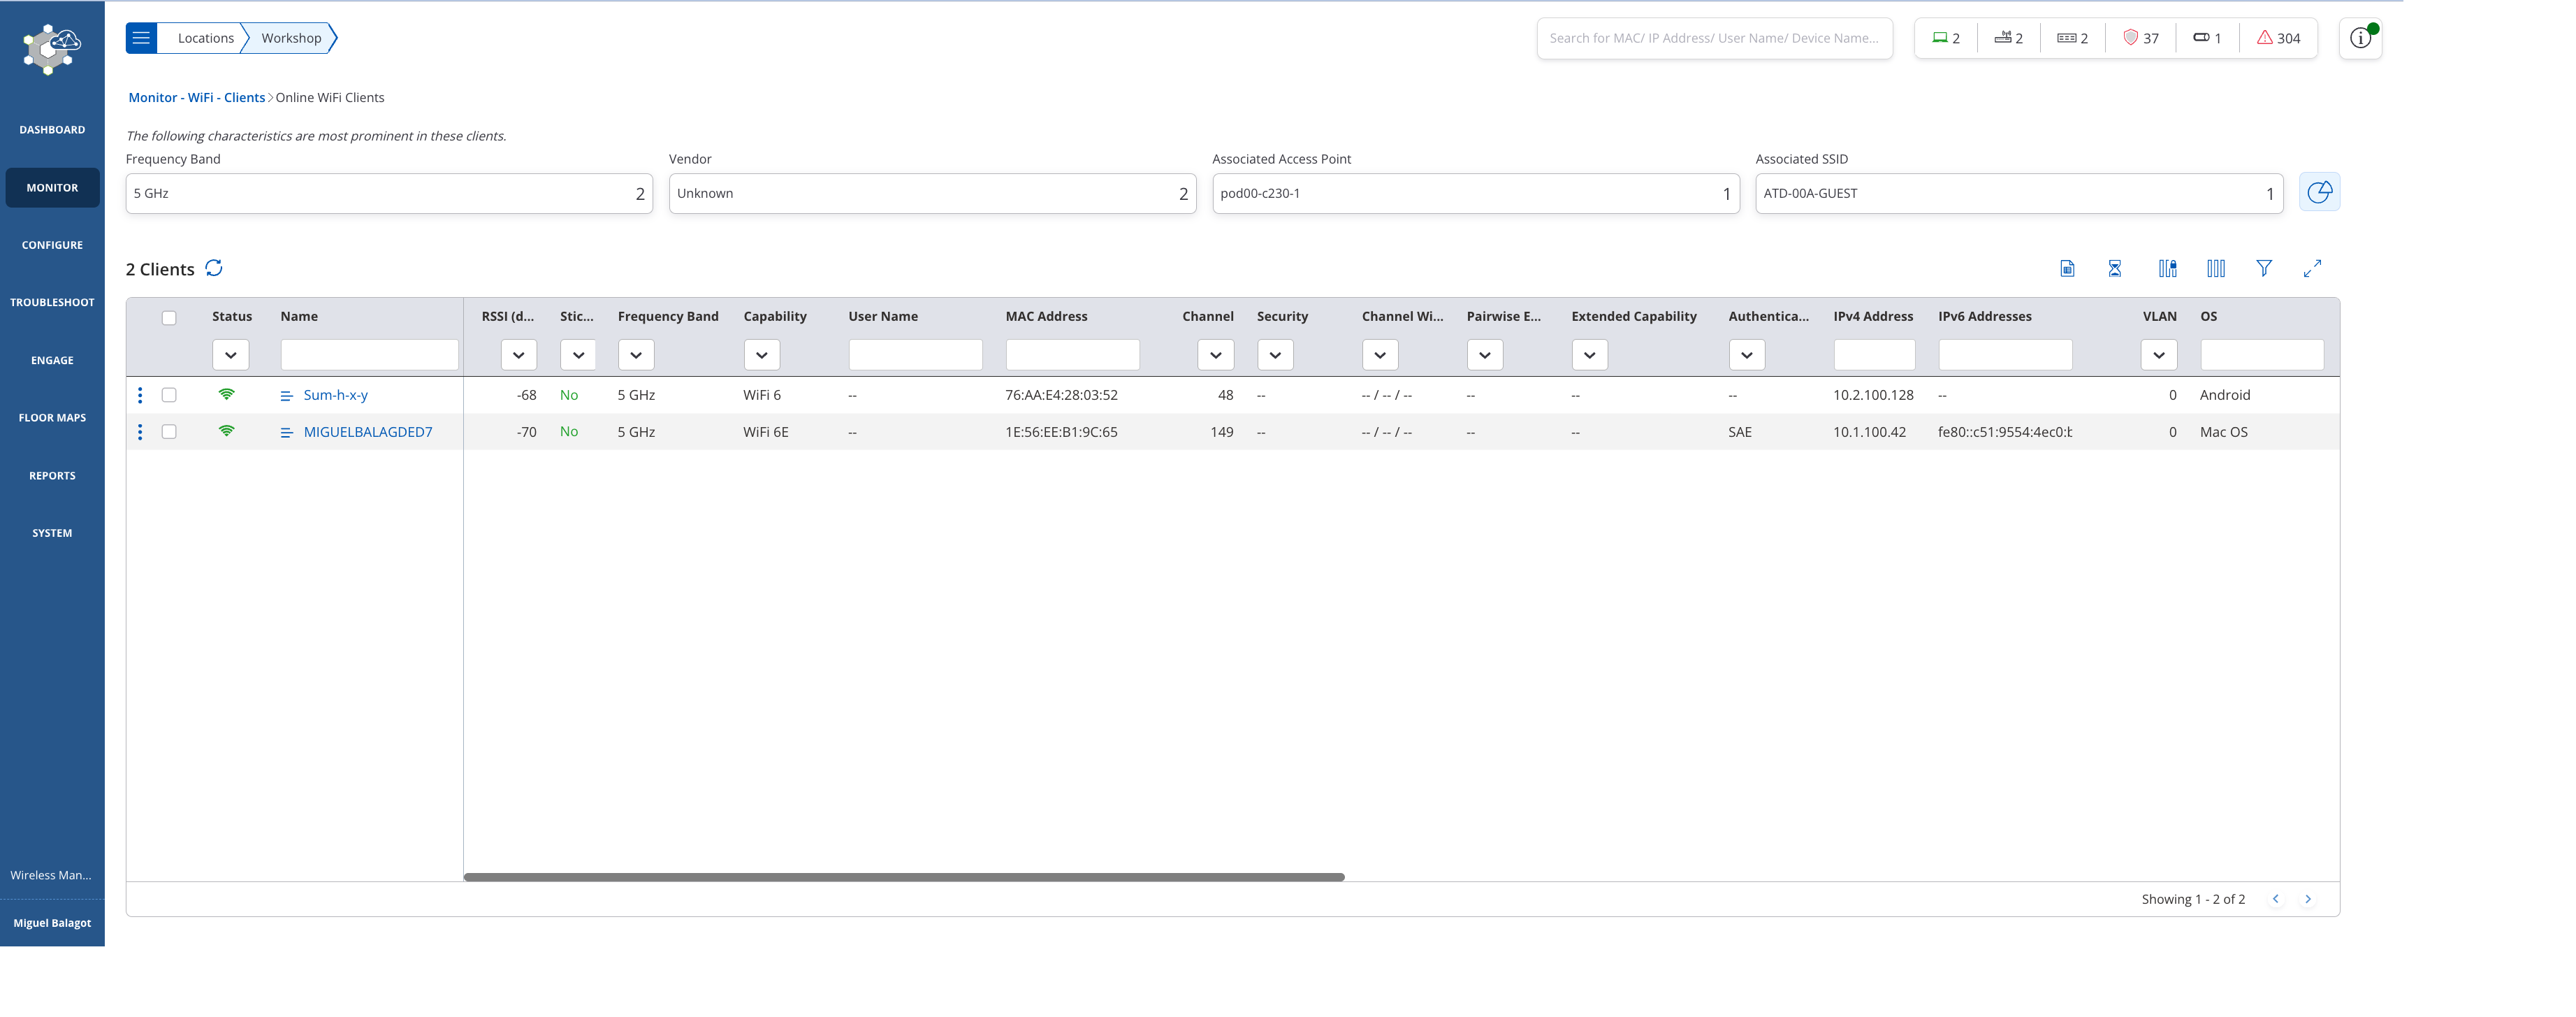 Locations Workshop Search for MAC/ IP Address/ User Name/ Device Name... 2 2 2 37 1 304
Monitor - WiFi - Clients Online WiFi Clients
DASHBOARD
MONITOR
CONFIGURE
TROUBLESHOOT
ENGAGE
FLOOR MAPS
REPORTS
SYSTEM
Wireless Man...
Miguel Balagot
The following characteristics are most prominent in these clients.
Frequency Band Vendor Associated Access Point Associated SSID
5 GHz 2 Unknown 2 pod00-c230-1 1 ATD-00A-GUEST 1
2 Clients
Status Name RSSI (d... Stic... Frequency Band Capability User Name MAC Address Channel Security Channel Wi... Pairwise E... Extended Capability Authentica... IPv4 Address IPv6 Addresses VLAN OS
Sum-h-x-y -68 No 5 GHz WiFi 6 -- 76:AA:E4:28:03:52 48 -- -- / -- / -- -- -- -- 10.2.100.128 -- 0 Android
MIGUELBALAGDED7 -70 No 5 GHz WiFi 6E -- 1E:56:EE:B1:9C:65 149 -- -- / -- / -- -- -- SAE 10.1.100.42 fe80::c51:9554:4ec0:b 0 Mac OS
Showing 1 - 2 of 2